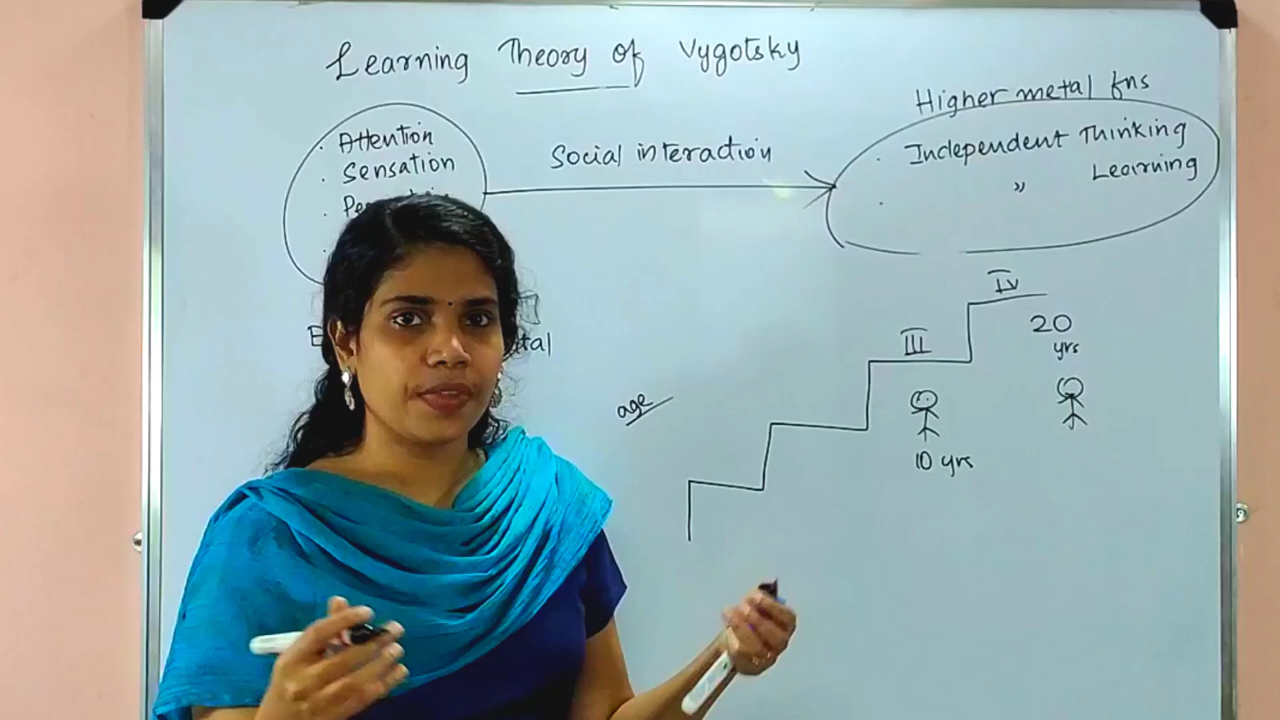 Learning Theory of Vygotsky
Higher metal fns
. Attention
. Sensation
Social interaction
. Independent Thinking
. " Learning
IV
20
yrs
III
age
10 yrs